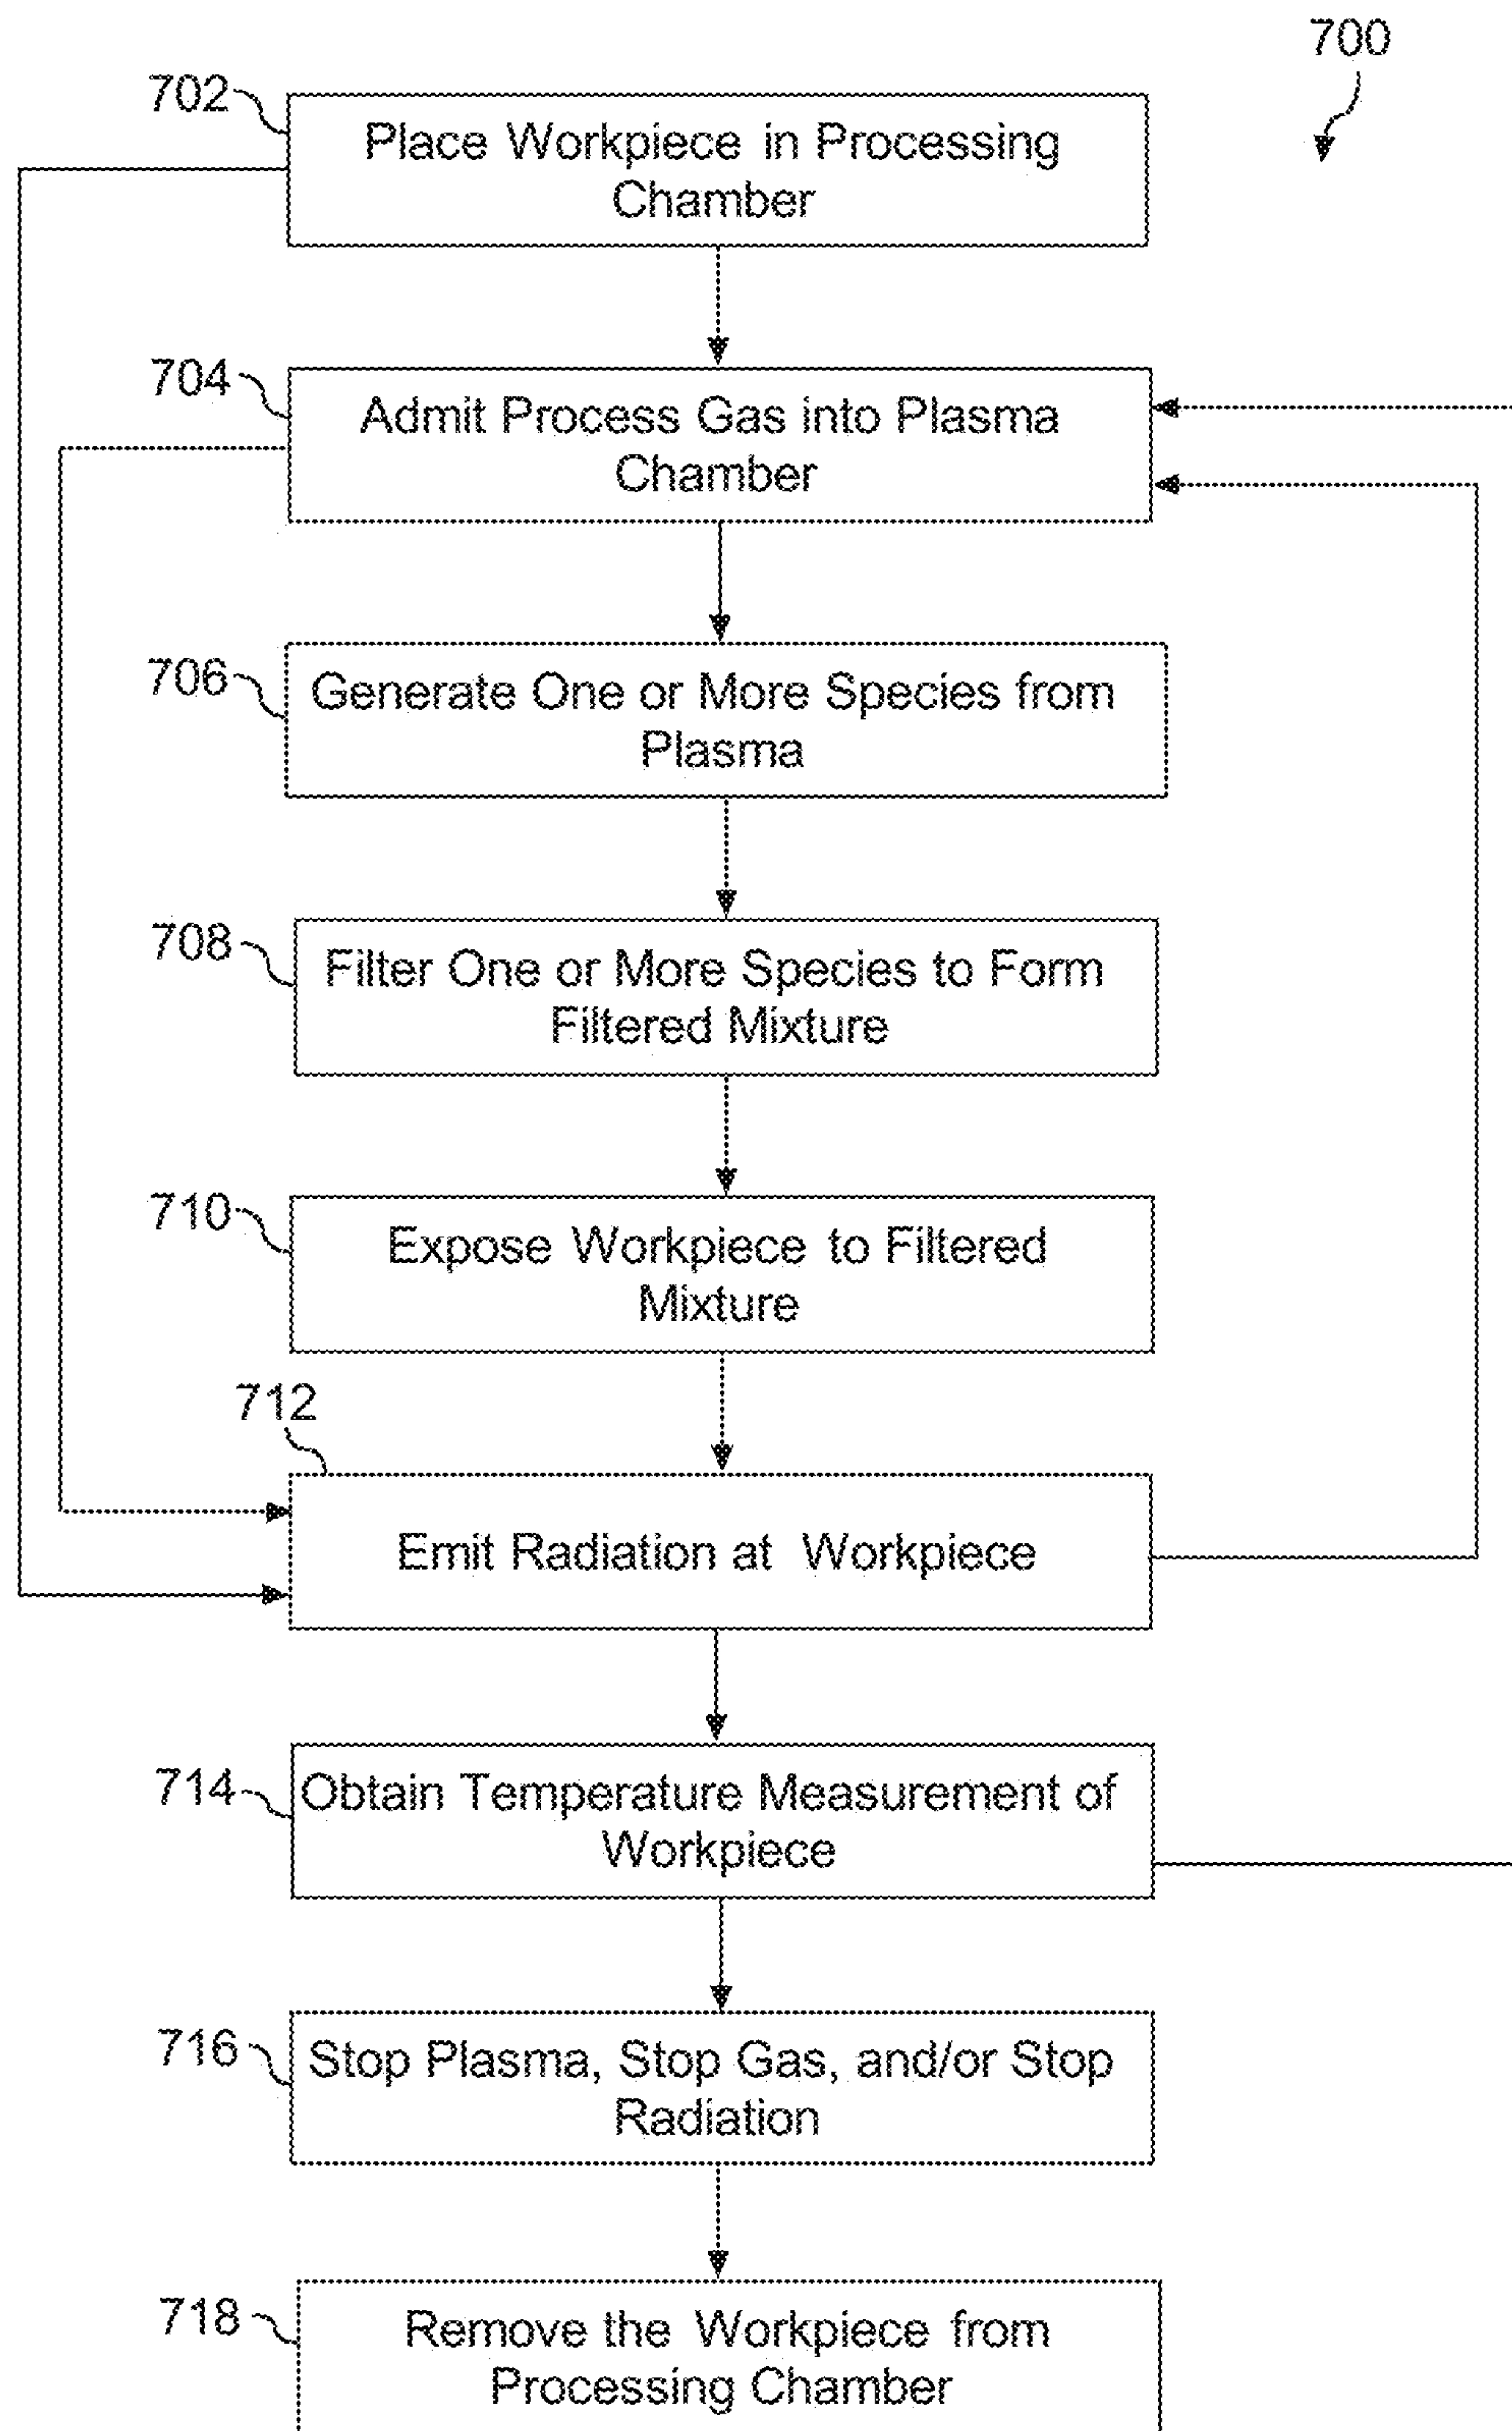 700
702
Place Workpiece in Processing
Chamber
704
Admit Process Gas into Plasma
Chamber
706
Generate One or More Species from
Plasma
708
Filter One or More Species to Form
Filtered Mixture
710
Expose Workpiece to Filtered
Mixture
712
Emit Radiation at Workpiece
714
Obtain Temperature Measurement of
Workpiece
716
Stop Plasma, Stop Gas, and/or Stop
Radiation
718
Remove the Workpiece from
Processing Chamber